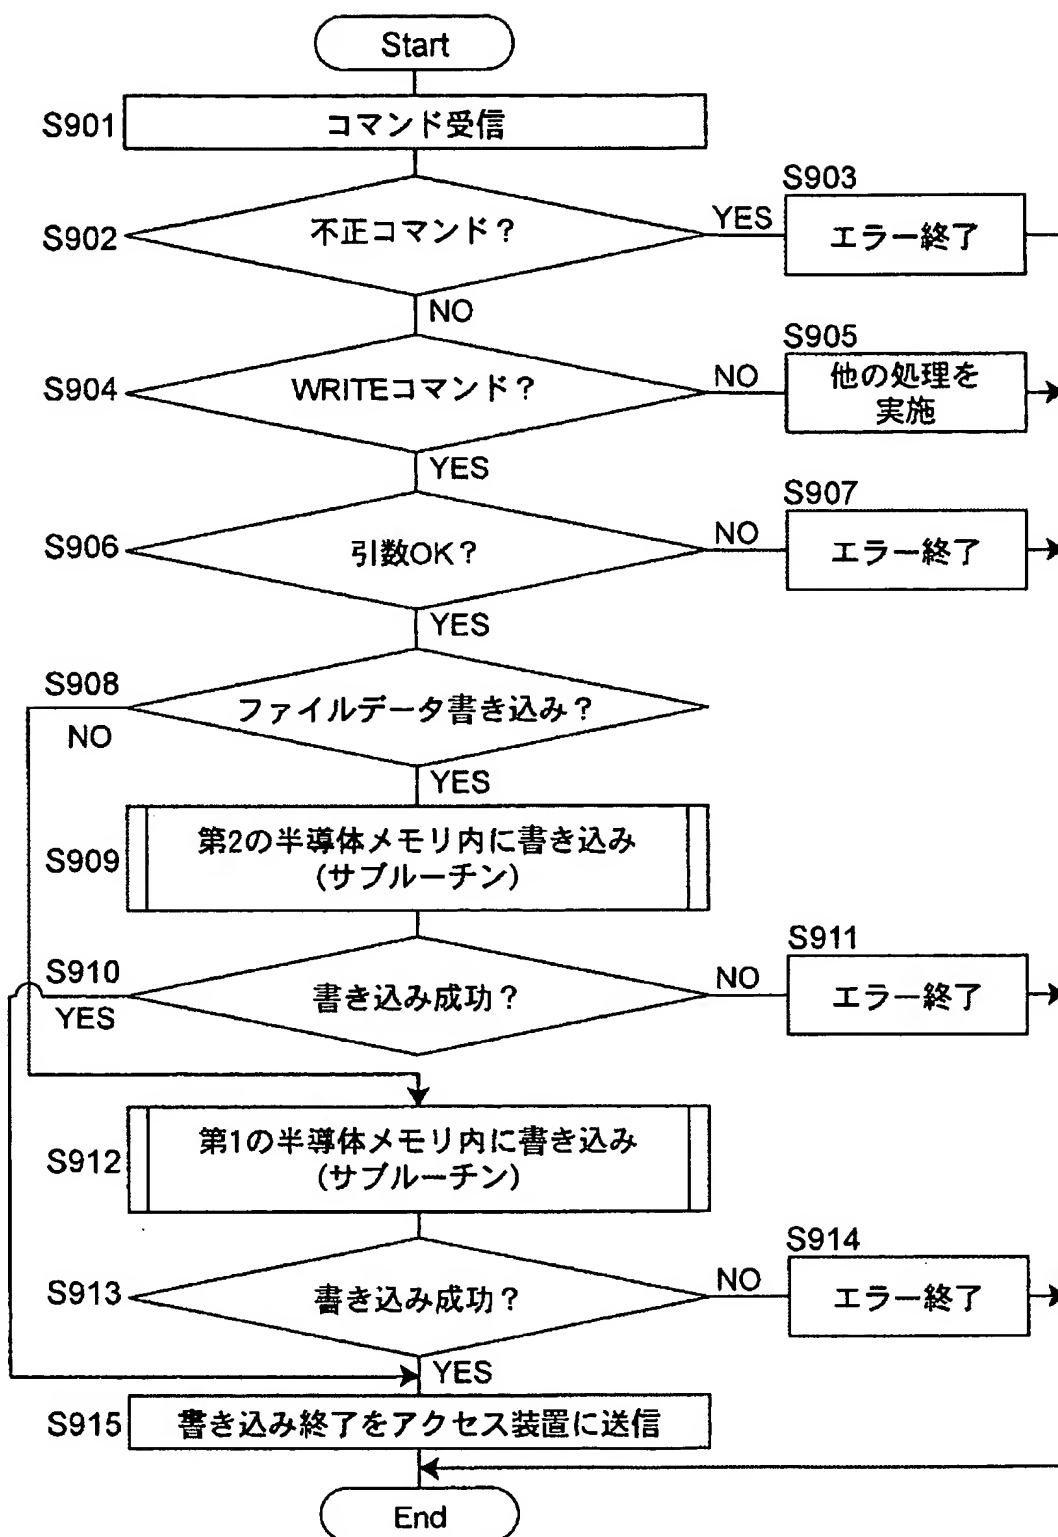 Start
S901
コマンド受信
S902
不正コマンド？
YES
S903
エラー終了
NO
S904
WRITEコマンド？
NO
S905
他の処理を
実施
YES
S906
引数OK？
NO
S907
エラー終了
YES
S908
ファイルデータ書き込み？
NO
YES
S909
第2の半導体メモリ内に書き込み
(サブルーチン)
S910
書き込み成功？
YES
NO
S911
エラー終了
S912
第1の半導体メモリ内に書き込み
(サブルーチン)
S913
書き込み成功？
NO
S914
エラー終了
YES
S915
書き込み終了をアクセス装置に送信
End